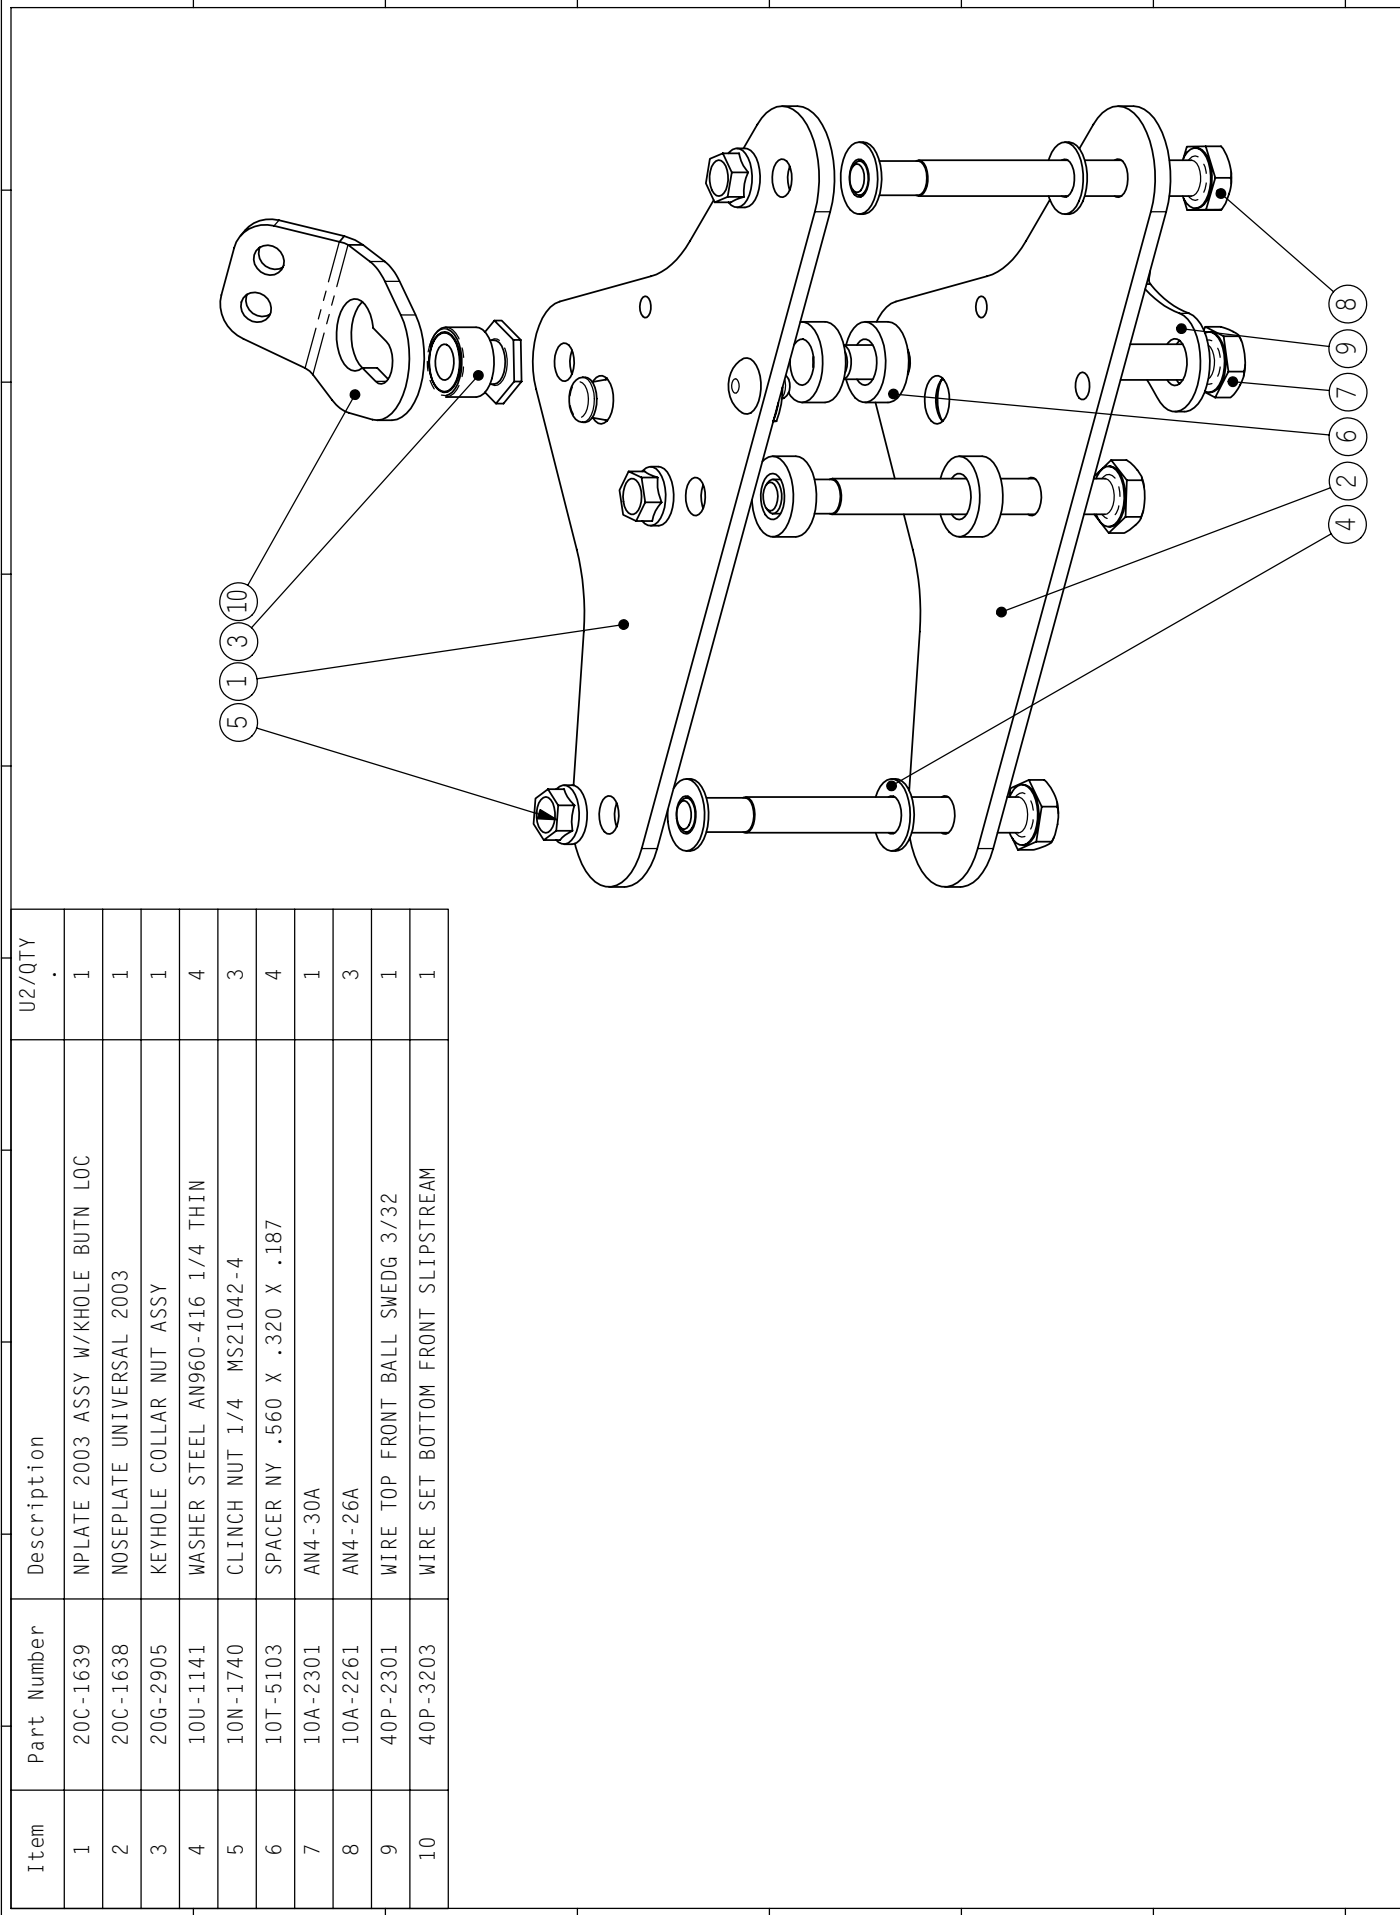 Item Part Number Description U2/QTY .
1 20C-1639 NPLATE 2003 ASSY W/KHOLE BUTN LOC 1
2 20C-1638 NOSEPLATE UNIVERSAL 2003 1
3 20G-2905 KEYHOLE COLLAR NUT ASSY 1
4 10U-1141 WASHER STEEL AN960-416 1/4 THIN 4
5 10N-1740 CLINCH NUT 1/4 MS21042-4 3
6 10T-5103 SPACER NY .560 X .320 X .187 4
7 10A-2301 AN4-30A 1
8 10A-2261 AN4-26A 3
9 40P-2301 WIRE TOP FRONT BALL SWEDG 3/32 1
10 40P-3203 WIRE SET BOTTOM FRONT SLIPSTREAM 1
5 1 3 10
4 2 6 7 9 8